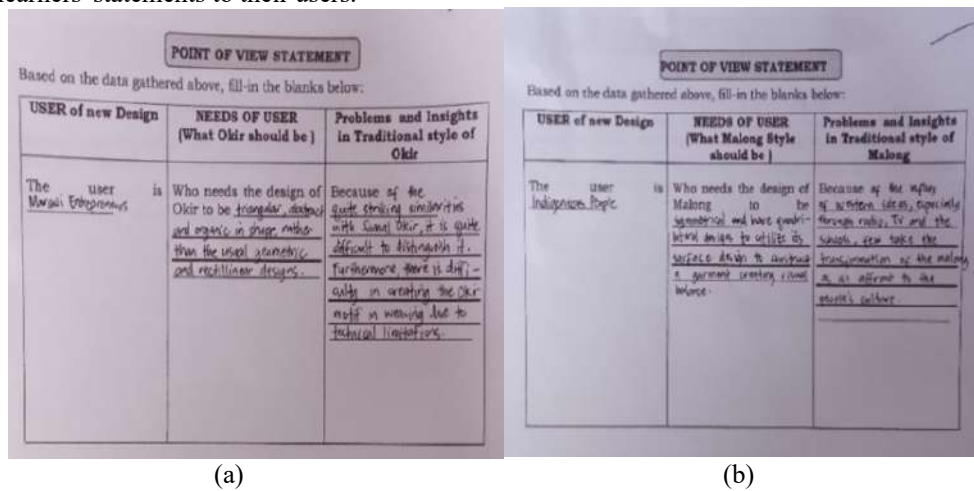 learners' statements to their users.
POINT OF VIEW STATEMENT
Based on the data gathered above, fill-in the blanks below:
USER of new Design
NEEDS OF USER
(What Okir should be )
Problems and Insights
in Traditional style of
Okir
The user is
Entrepreneurs
Who needs the design of
Okir to be triangular, abstract
and organic in shape rather
than the usual geometric
and rectilinear designs.
Because of the
quite striking similarities
with Okir, it is quite
difficult to distinguish it.
Furthermore, there is diffi-
culty in creating the Okir
motif in weaving due to
technical limitations.
POINT OF VIEW STATEMENT
Based on the data gathered above, fill-in the blanks below:
USER of new Design
NEEDS OF USER
(What Malong Style
should be )
Problems and Insights
in Traditional style of
Malong
The user is
Indigenous People
Who needs the design of
Malong to be
symmetrical and have
design to utilize its
surface design to construct
a garment creating visual
balance.
Because of the
of western ideas, especially
through radio, TV and the
schools, few take the
transformation of the malong
as to the
people's culture.
(a)
(b)